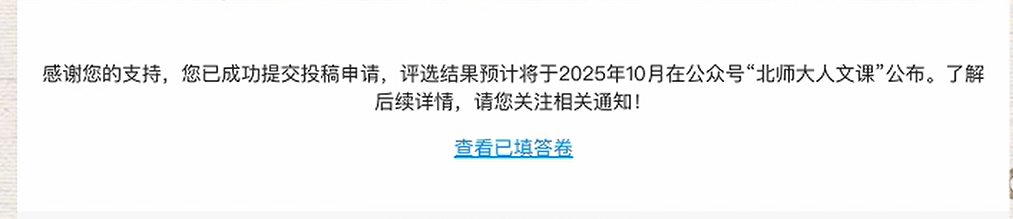 感谢您的支持，您已成功提交投稿申请，评选结果预计将于2025年10月在公众号“北师大人文课”公布。了解
后续详情，请您关注相关通知！
查看已填答卷